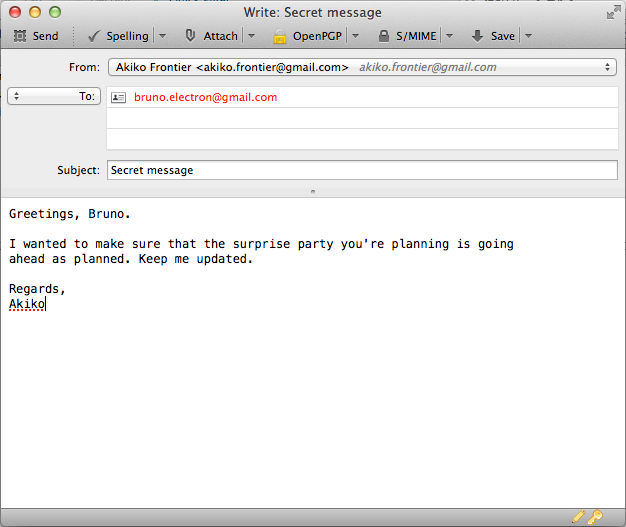 Write: Secret message
Send Spelling Attach OpenPGP S/MIME Save
From: Akiko Frontier <akiko.frontier@gmail.com> akiko.frontier@gmail.com
To: bruno.electron@gmail.com
Subject: Secret message
Greetings, Bruno.
I wanted to make sure that the surprise party you're planning is going
ahead as planned. Keep me updated.
Regards,
Akiko